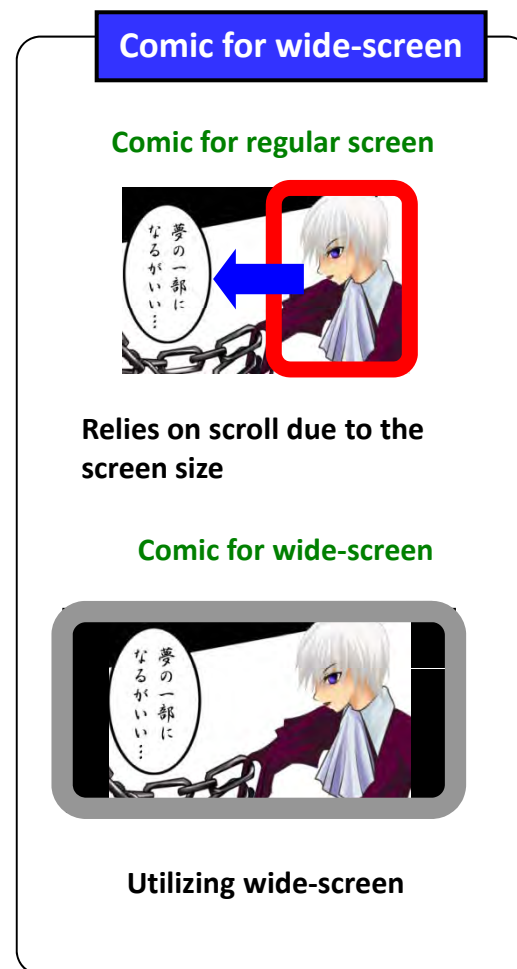 Comic for wide-screen
Comic for regular screen
夢の一部に
なるがいい…
Relies on scroll due to the
screen size
Comic for wide-screen
夢の一部に
なるがいい…
Utilizing wide-screen